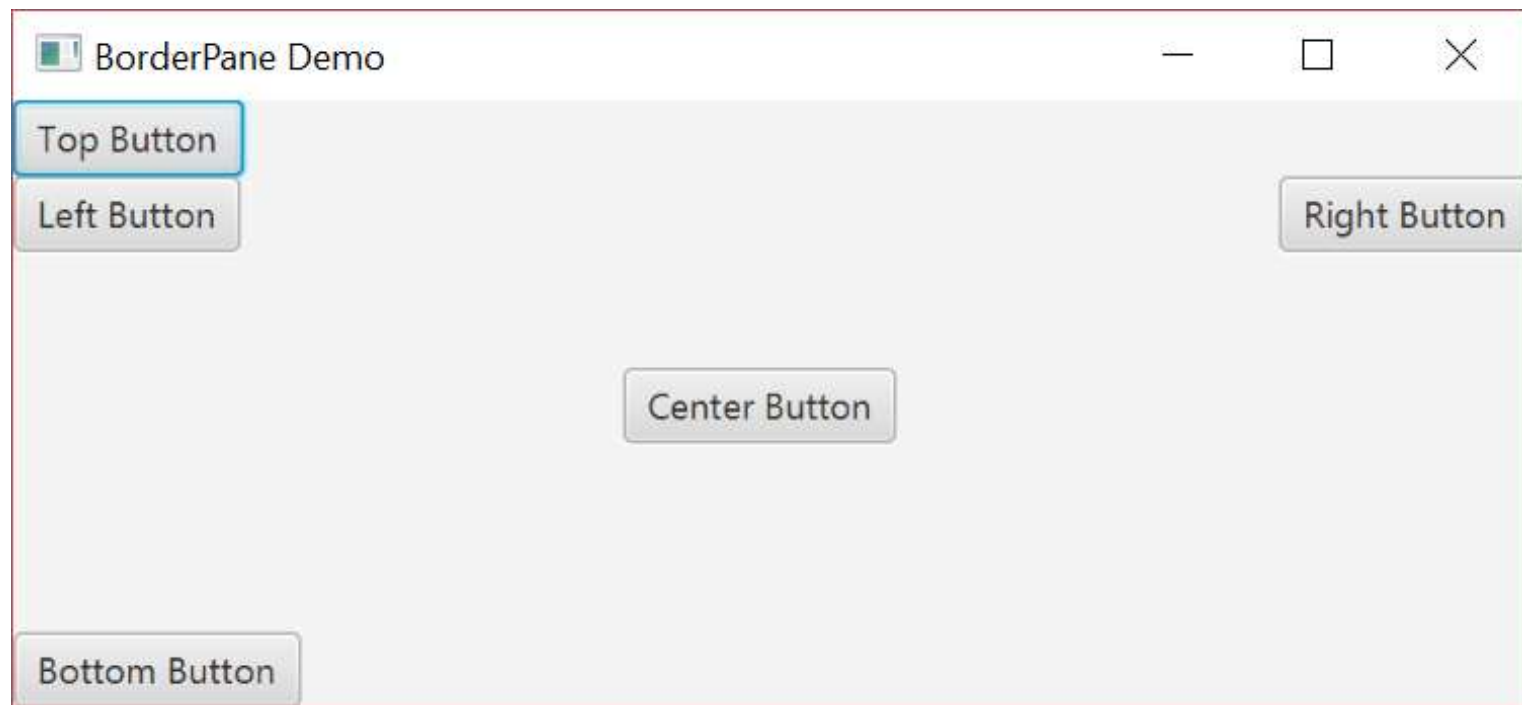 BorderPane Demo
Top Button
Left Button
Right Button
Center Button
Bottom Button